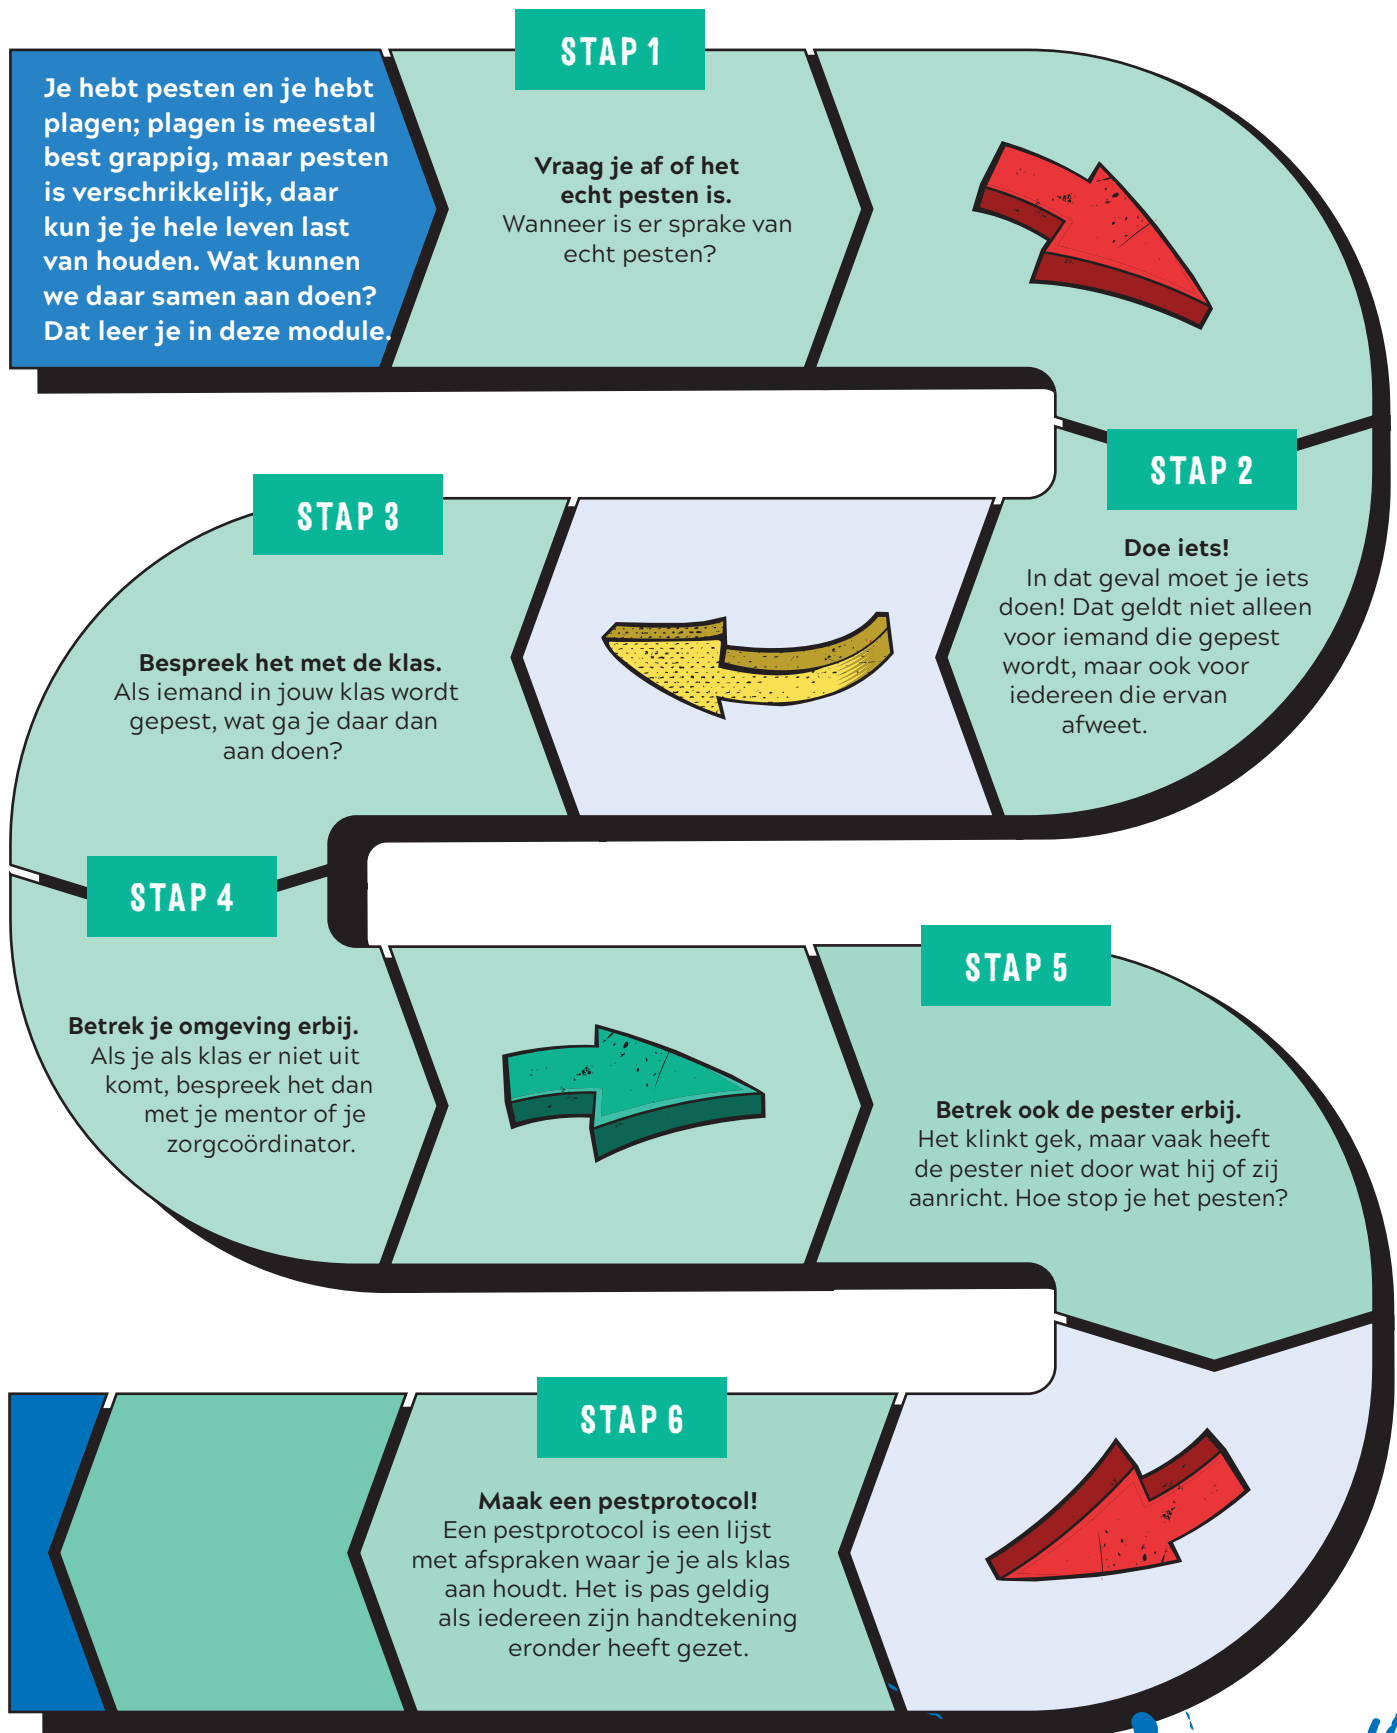 Je hebt pesten en je hebt
plagen; plagen is meestal
best grappig, maar pesten
is verschrikkelijk, daar
kun je je hele leven last
van houden. Wat kunnen
we daar samen aan doen?
Dat leer je in deze module.
STAP 1
Vraag je af of het
echt pesten is.
Wanneer is er sprake van
echt pesten?
STAP 2
Doe iets!
In dat geval moet je iets
doen! Dat geldt niet alleen
voor iemand die gepest
wordt, maar ook voor
iedereen die ervan
afweet.
STAP 3
Bespreek het met de klas.
Als iemand in jouw klas wordt
gepest, wat ga je daar dan
aan doen?
STAP 4
Betrek je omgeving erbij.
Als je als klas er niet uit
komt, bespreek het dan
met je mentor of je
zorgcoördinator.
STAP 5
Betrek ook de pester erbij.
Het klinkt gek, maar vaak heeft
de pester niet door wat hij of zij
aanricht. Hoe stop je het pesten?
STAP 6
Maak een pestprotocol!
Een pestprotocol is een lijst
met afspraken waar je je als klas
aan houdt. Het is pas geldig
als iedereen zijn handtekening
eronder heeft gezet.